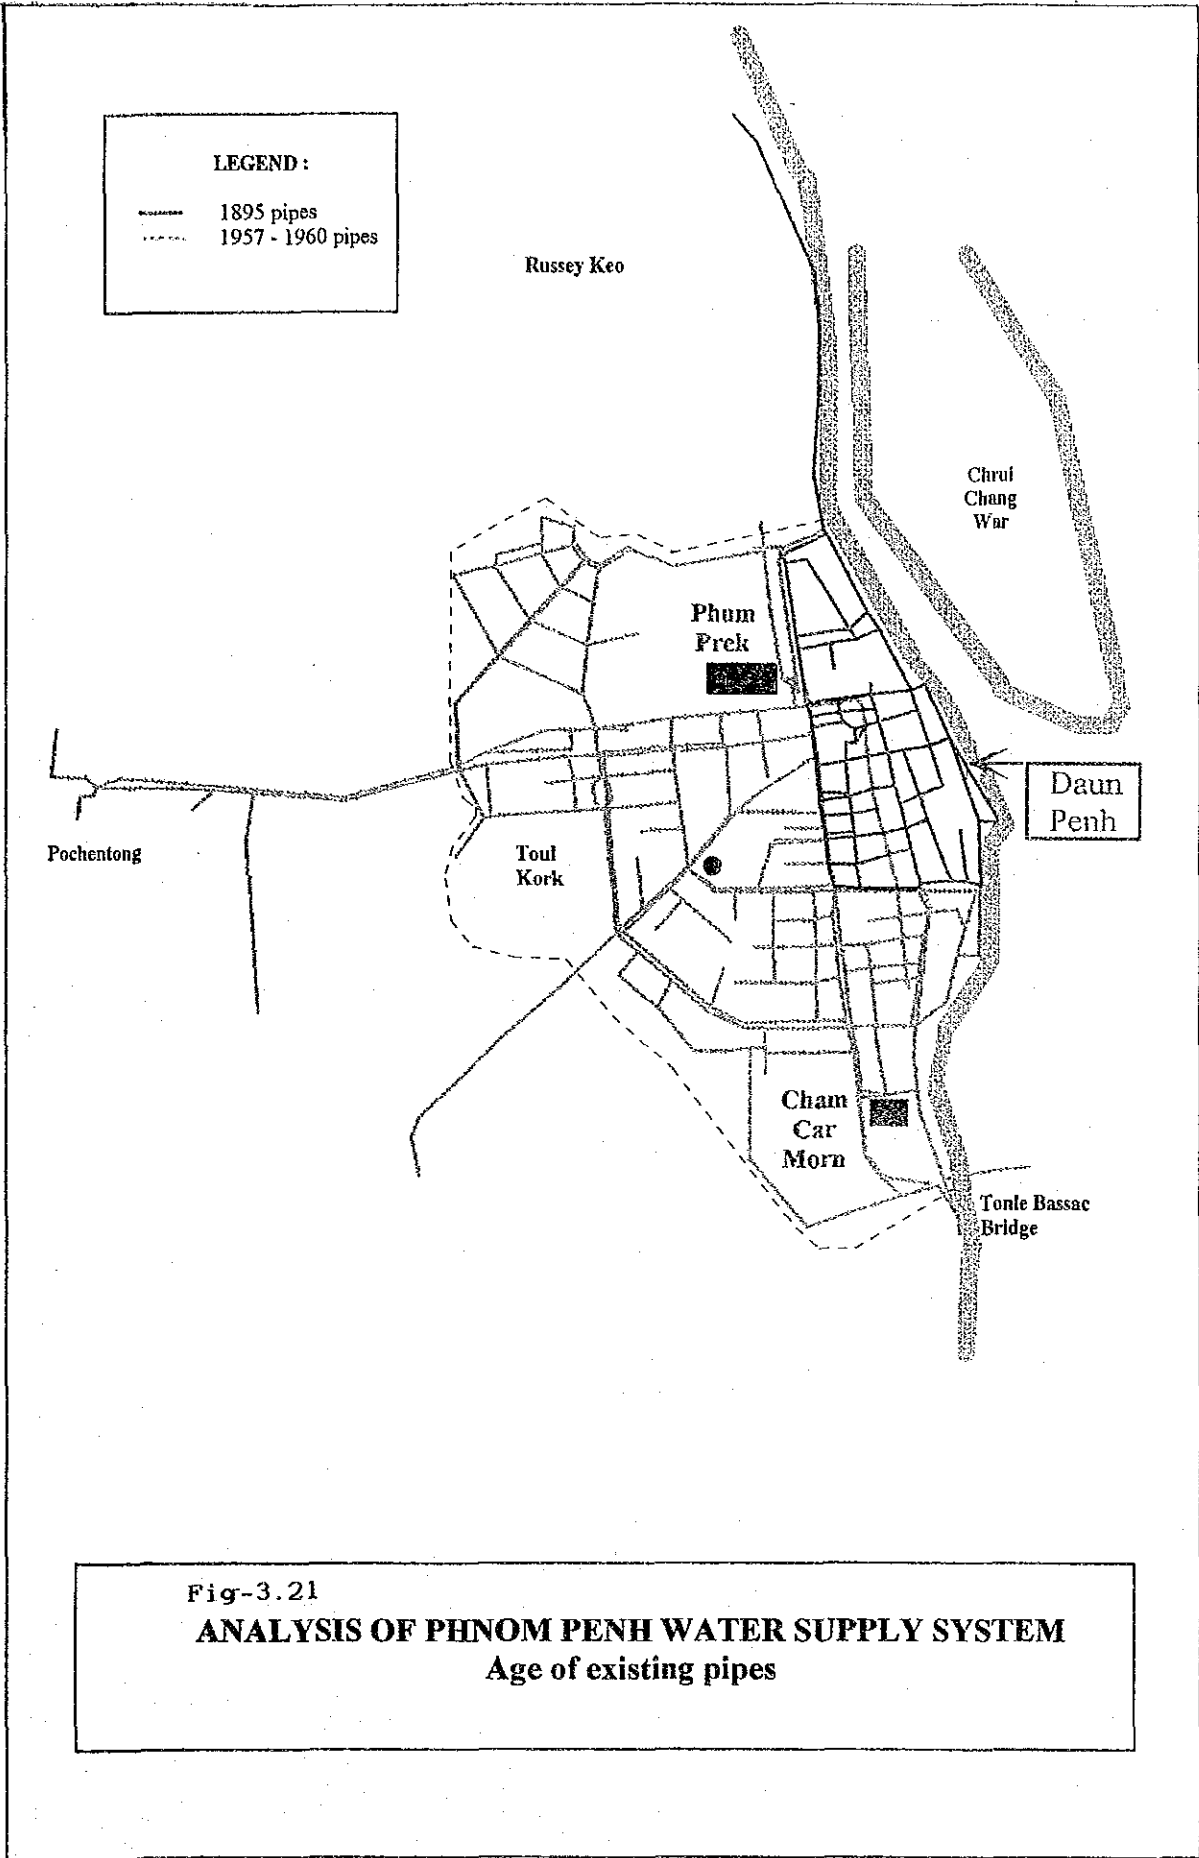 LEGEND :
1895 pipes
1957 - 1960 pipes
Russey Keo
Chrui
Chang
War
Phum
Prek
Daun
Penh
Pochentong
Toul
Kork
Cham
Car
Morn
Tonle Bassac
Bridge
Fig-3.21
ANALYSIS OF PHNOM PENH WATER SUPPLY SYSTEM
Age of existing pipes